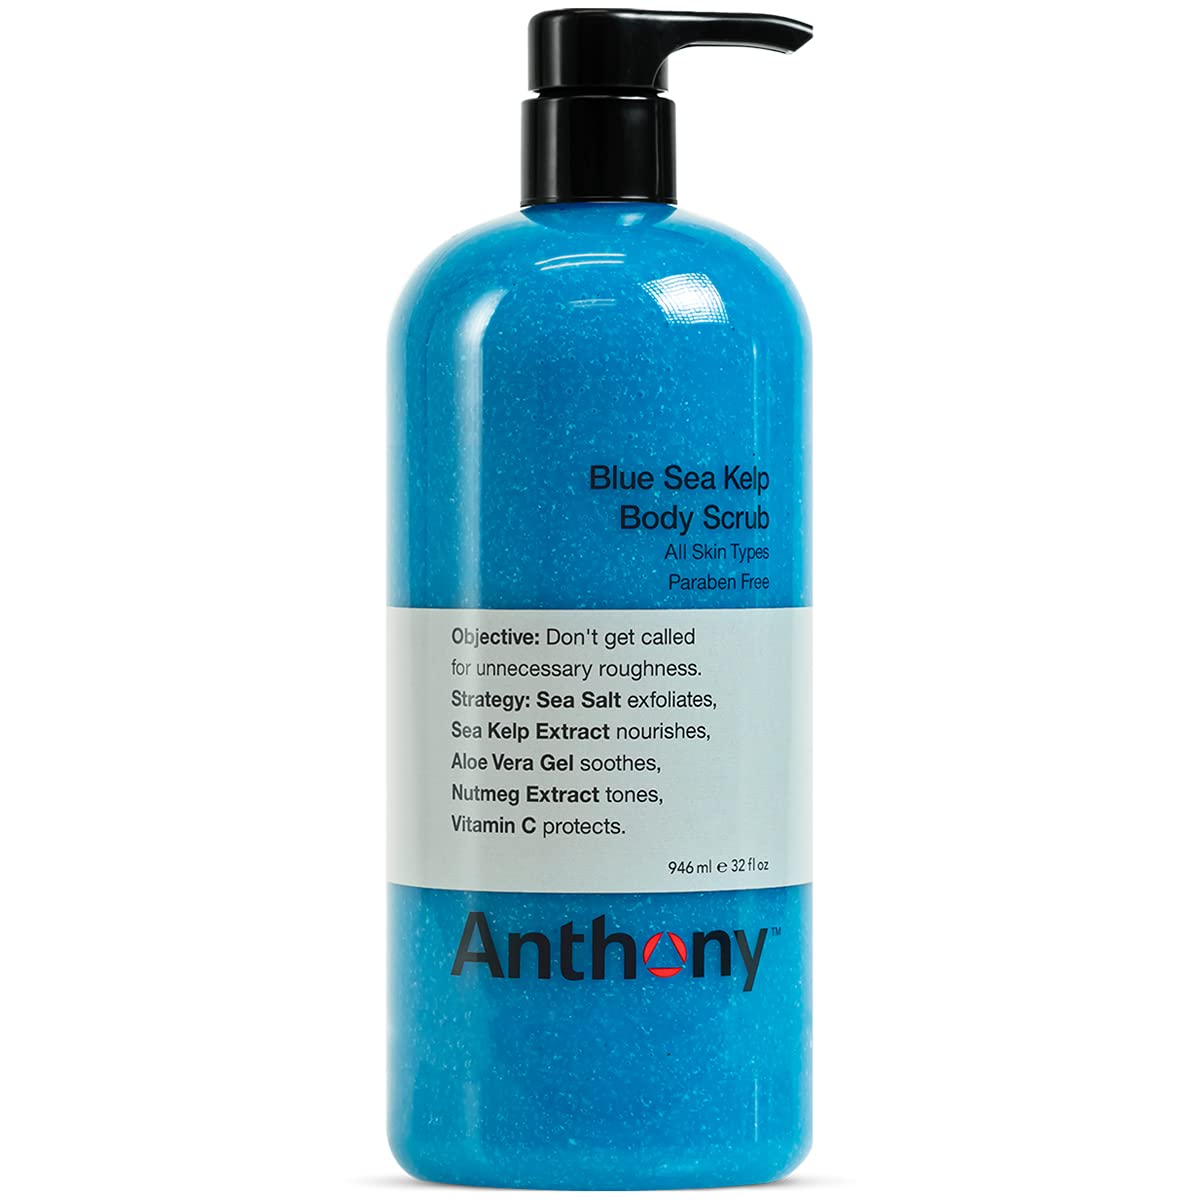 Blue Sea Kelp
Body Scrub
All Skin Types
Paraben Free
Objective: Don't get called
for unnecessary roughness.
Strategy: Sea Salt exfoliates,
Sea Kelp Extract nourishes,
Aloe Vera Gel soothes,
Nutmeg Extract tones,
Vitamin C protects.
946 ml e 32 fl oz
Anthony™